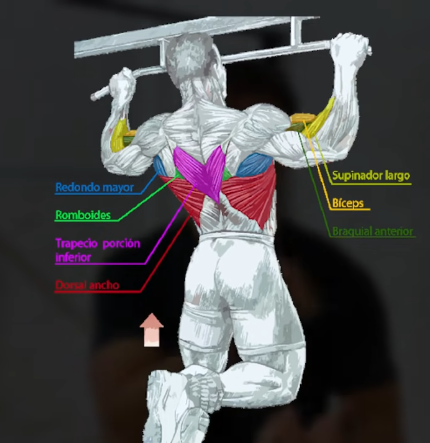 Redondo mayor
Romboides
Trapecio porción
inferior
Dorsal ancho
Supinador largo
Bíceps
Braquial anterior